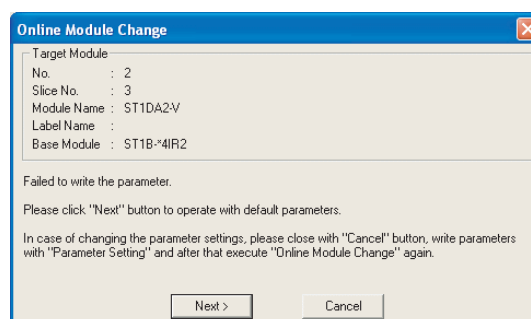 Online Module Change
Target Module
No. : 2
Slice No. : 3
Module Name : ST1DA2-V
Label Name :
Base Module : ST1B-*4IR2
Failed to write the parameter.
Please click "Next" button to operate with default parameters.
In case of changing the parameter settings, please close with "Cancel" button, write parameters
with "Parameter Setting" and after that execute "Online Module Change" again.
Next > Cancel